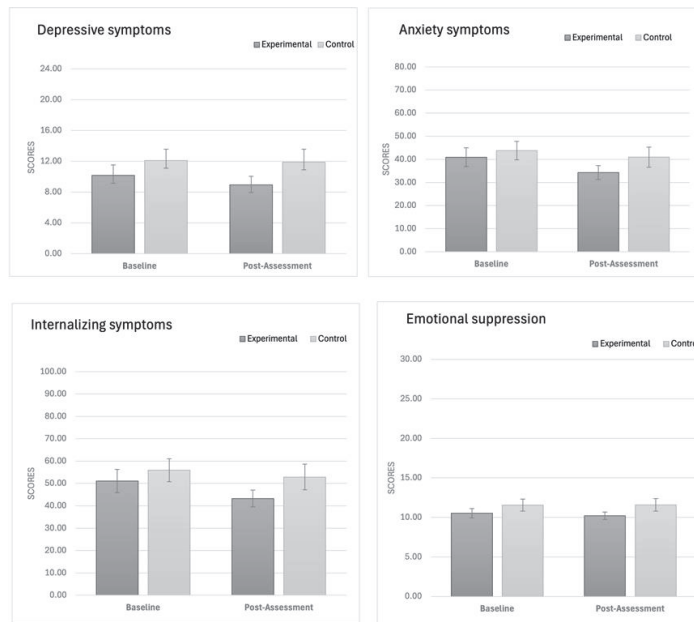 Depressive symptoms
Experimental Control
24.00
20.00
16.00
12.00
8.00
4.00
0.00
SCORES
Baseline Post-Assessment
Anxiety symptoms
Experimental Control
80.00
70.00
60.00
50.00
40.00
30.00
20.00
10.00
0.00
SCORES
Baseline Post-Assessment
Internalizing symptoms
Experimental Control
100.00
90.00
80.00
70.00
60.00
50.00
40.00
30.00
20.00
10.00
0.00
SCORES
Baseline Post-Assessment
Emotional suppression
Experimental Contr
30.00
25.00
20.00
15.00
10.00
5.00
0.00
SCORES
Baseline Post-Assessment